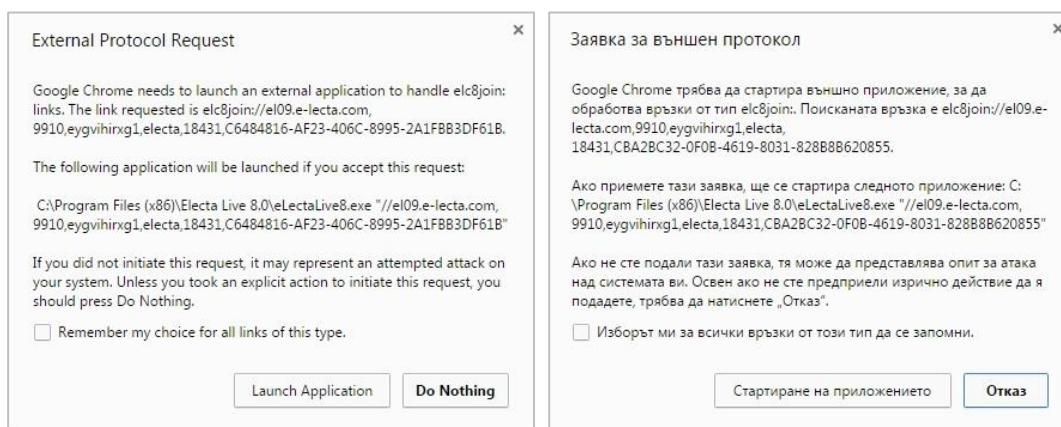 External Protocol Request
Google Chrome needs to launch an external application to handle elc8join:
links. The link requested is elc8join://el09.e-lecta.com,
9910,eygvihirxg1,electa,18431,C6484816-AF23-406C-8995-2A1FBB3DF61B.
The following application will be launched if you accept this request:
C:\Program Files (x86)\Electa Live 8.0\eLectaLive8.exe "//el09.e-lecta.com,
9910,eygvihirxg1,electa,18431,C6484816-AF23-406C-8995-2A1FBB3DF61B"
If you did not initiate this request, it may represent an attempted attack on
your system. Unless you took an explicit action to initiate this request, you
should press Do Nothing.
Remember my choice for all links of this type.
Launch Application
Do Nothing
Заявка за външен протокол
Google Chrome трябва да стартира външно приложение, за да
обработва връзки от тип elc8join:. Поисканата връзка е elc8join://el09.e-
lecta.com,9910,eygvihirxg1,electa,
18431,CBA2BC32-0F0B-4619-8031-828B8B620855.
Ако приемете тази заявка, ще се стартира следното приложение: C:
\Program Files (x86)\Electa Live 8.0\eLectaLive8.exe "//el09.e-lecta.com,
9910,eygvihirxg1,electa,18431,CBA2BC32-0F0B-4619-8031-828B8B620855"
Ако не сте подали тази заявка, тя може да представлява опит за атака
над системата ви. Освен ако не сте предприели изрично действие да я
подадете, трябва да натиснете „Отказ“.
Изборът ми за всички връзки от този тип да се запомни.
Стартиране на приложението
Отказ